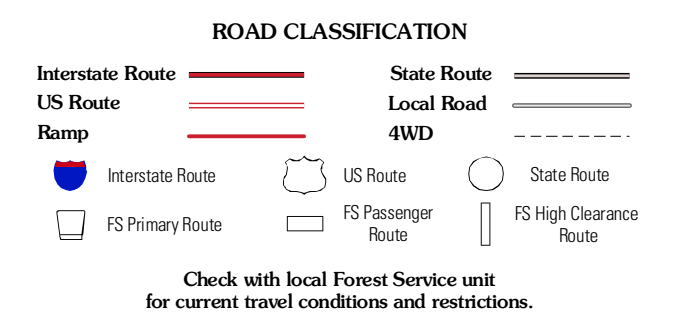 ROAD CLASSIFICATION
Interstate Route
State Route
US Route
Local Road
Ramp
4WD
Interstate Route
US Route
State Route
FS Primary Route
FS Passenger
Route
FS High Clearance
Route
Check with local Forest Service unit
for current travel conditions and restrictions.